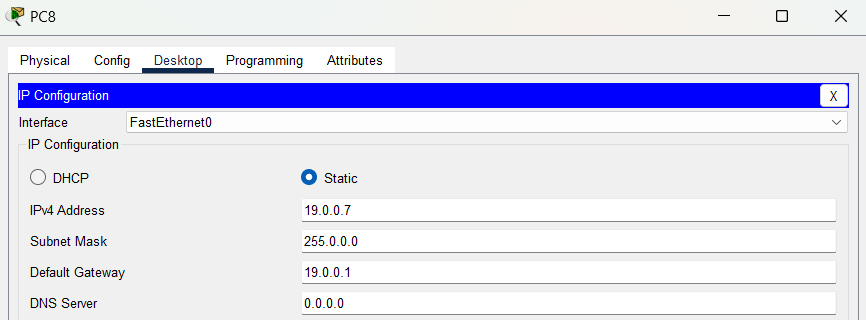 PC8
Physical Config Desktop Programming Attributes
IP Configuration X
Interface FastEthernet0
IP Configuration
DHCP Static
IPv4 Address 19.0.0.7
Subnet Mask 255.0.0.0
Default Gateway 19.0.0.1
DNS Server 0.0.0.0